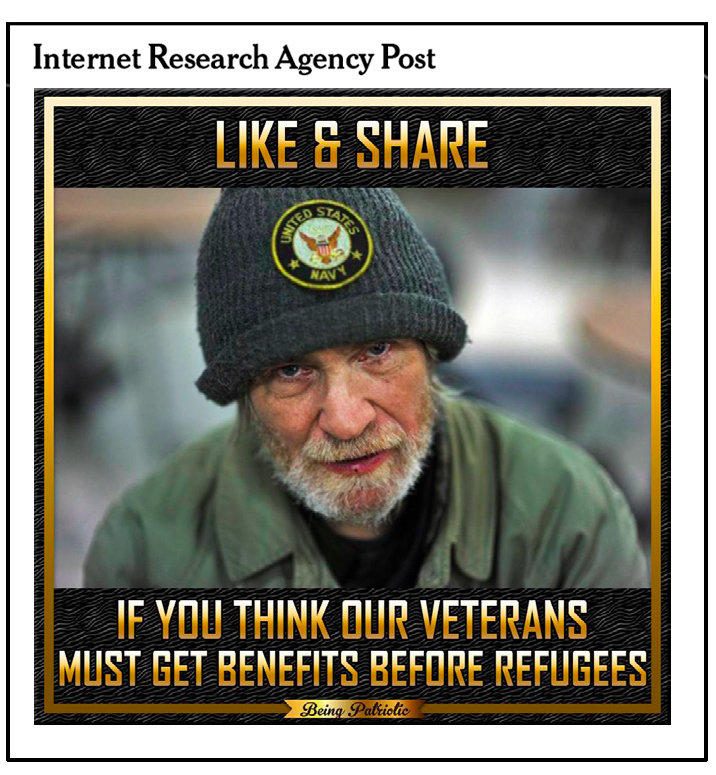 Internet Research Agency Post
LIKE & SHARE
UNITED STATES
NAVY
IF YOU THINK OUR VETERANS
MUST GET BENEFITS BEFORE REFUGEES
Being Patriotic